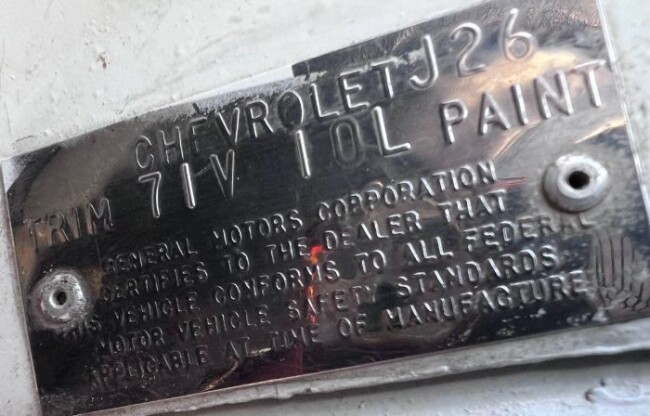 CHEVROLET J26
TRIM 71V 10L PAINT
GENERAL MOTORS CORPORATION
CERTIFIES TO THE DEALER THAT
THIS VEHICLE CONFORMS TO ALL FEDERAL
MOTOR VEHICLE SAFETY STANDARDS
APPLICABLE AT TIME OF MANUFACTURE